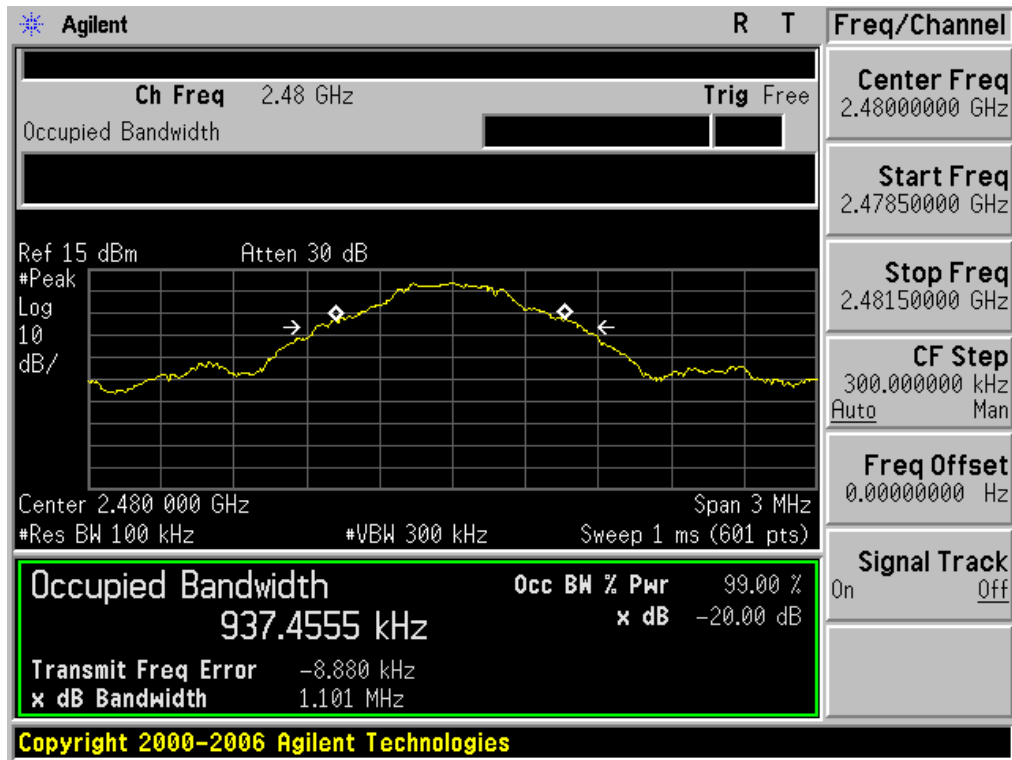 Agilent R T
Freq/Channel
Ch Freq 2.48 GHz Trig Free
Occupied Bandwidth
Center Freq
2.48000000 GHz
Start Freq
2.47850000 GHz
Stop Freq
2.48150000 GHz
CF Step
300.000000 kHz
Auto Man
Freq Offset
0.00000000 Hz
Signal Track
On Off
Ref 15 dBm Atten 30 dB
#Peak
Log
10
dB/
Center 2.480 000 GHz Span 3 MHz
#Res BW 100 kHz #VBW 300 kHz Sweep 1 ms (601 pts)
Occupied Bandwidth
937.4555 kHz
Occ BW % Pwr 99.00 %
x dB -20.00 dB
Transmit Freq Error -8.880 kHz
x dB Bandwidth 1.101 MHz
Copyright 2000-2006 Agilent Technologies